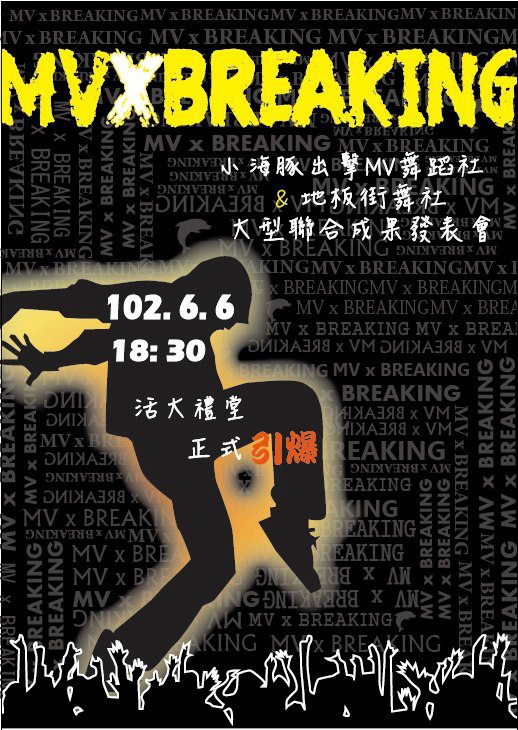 MVXBREAKING
小海豚出擊MV舞蹈社
& 地板街舞社
大型聯合成果發表會
102.6.6
18:30
活大禮堂
正式引爆